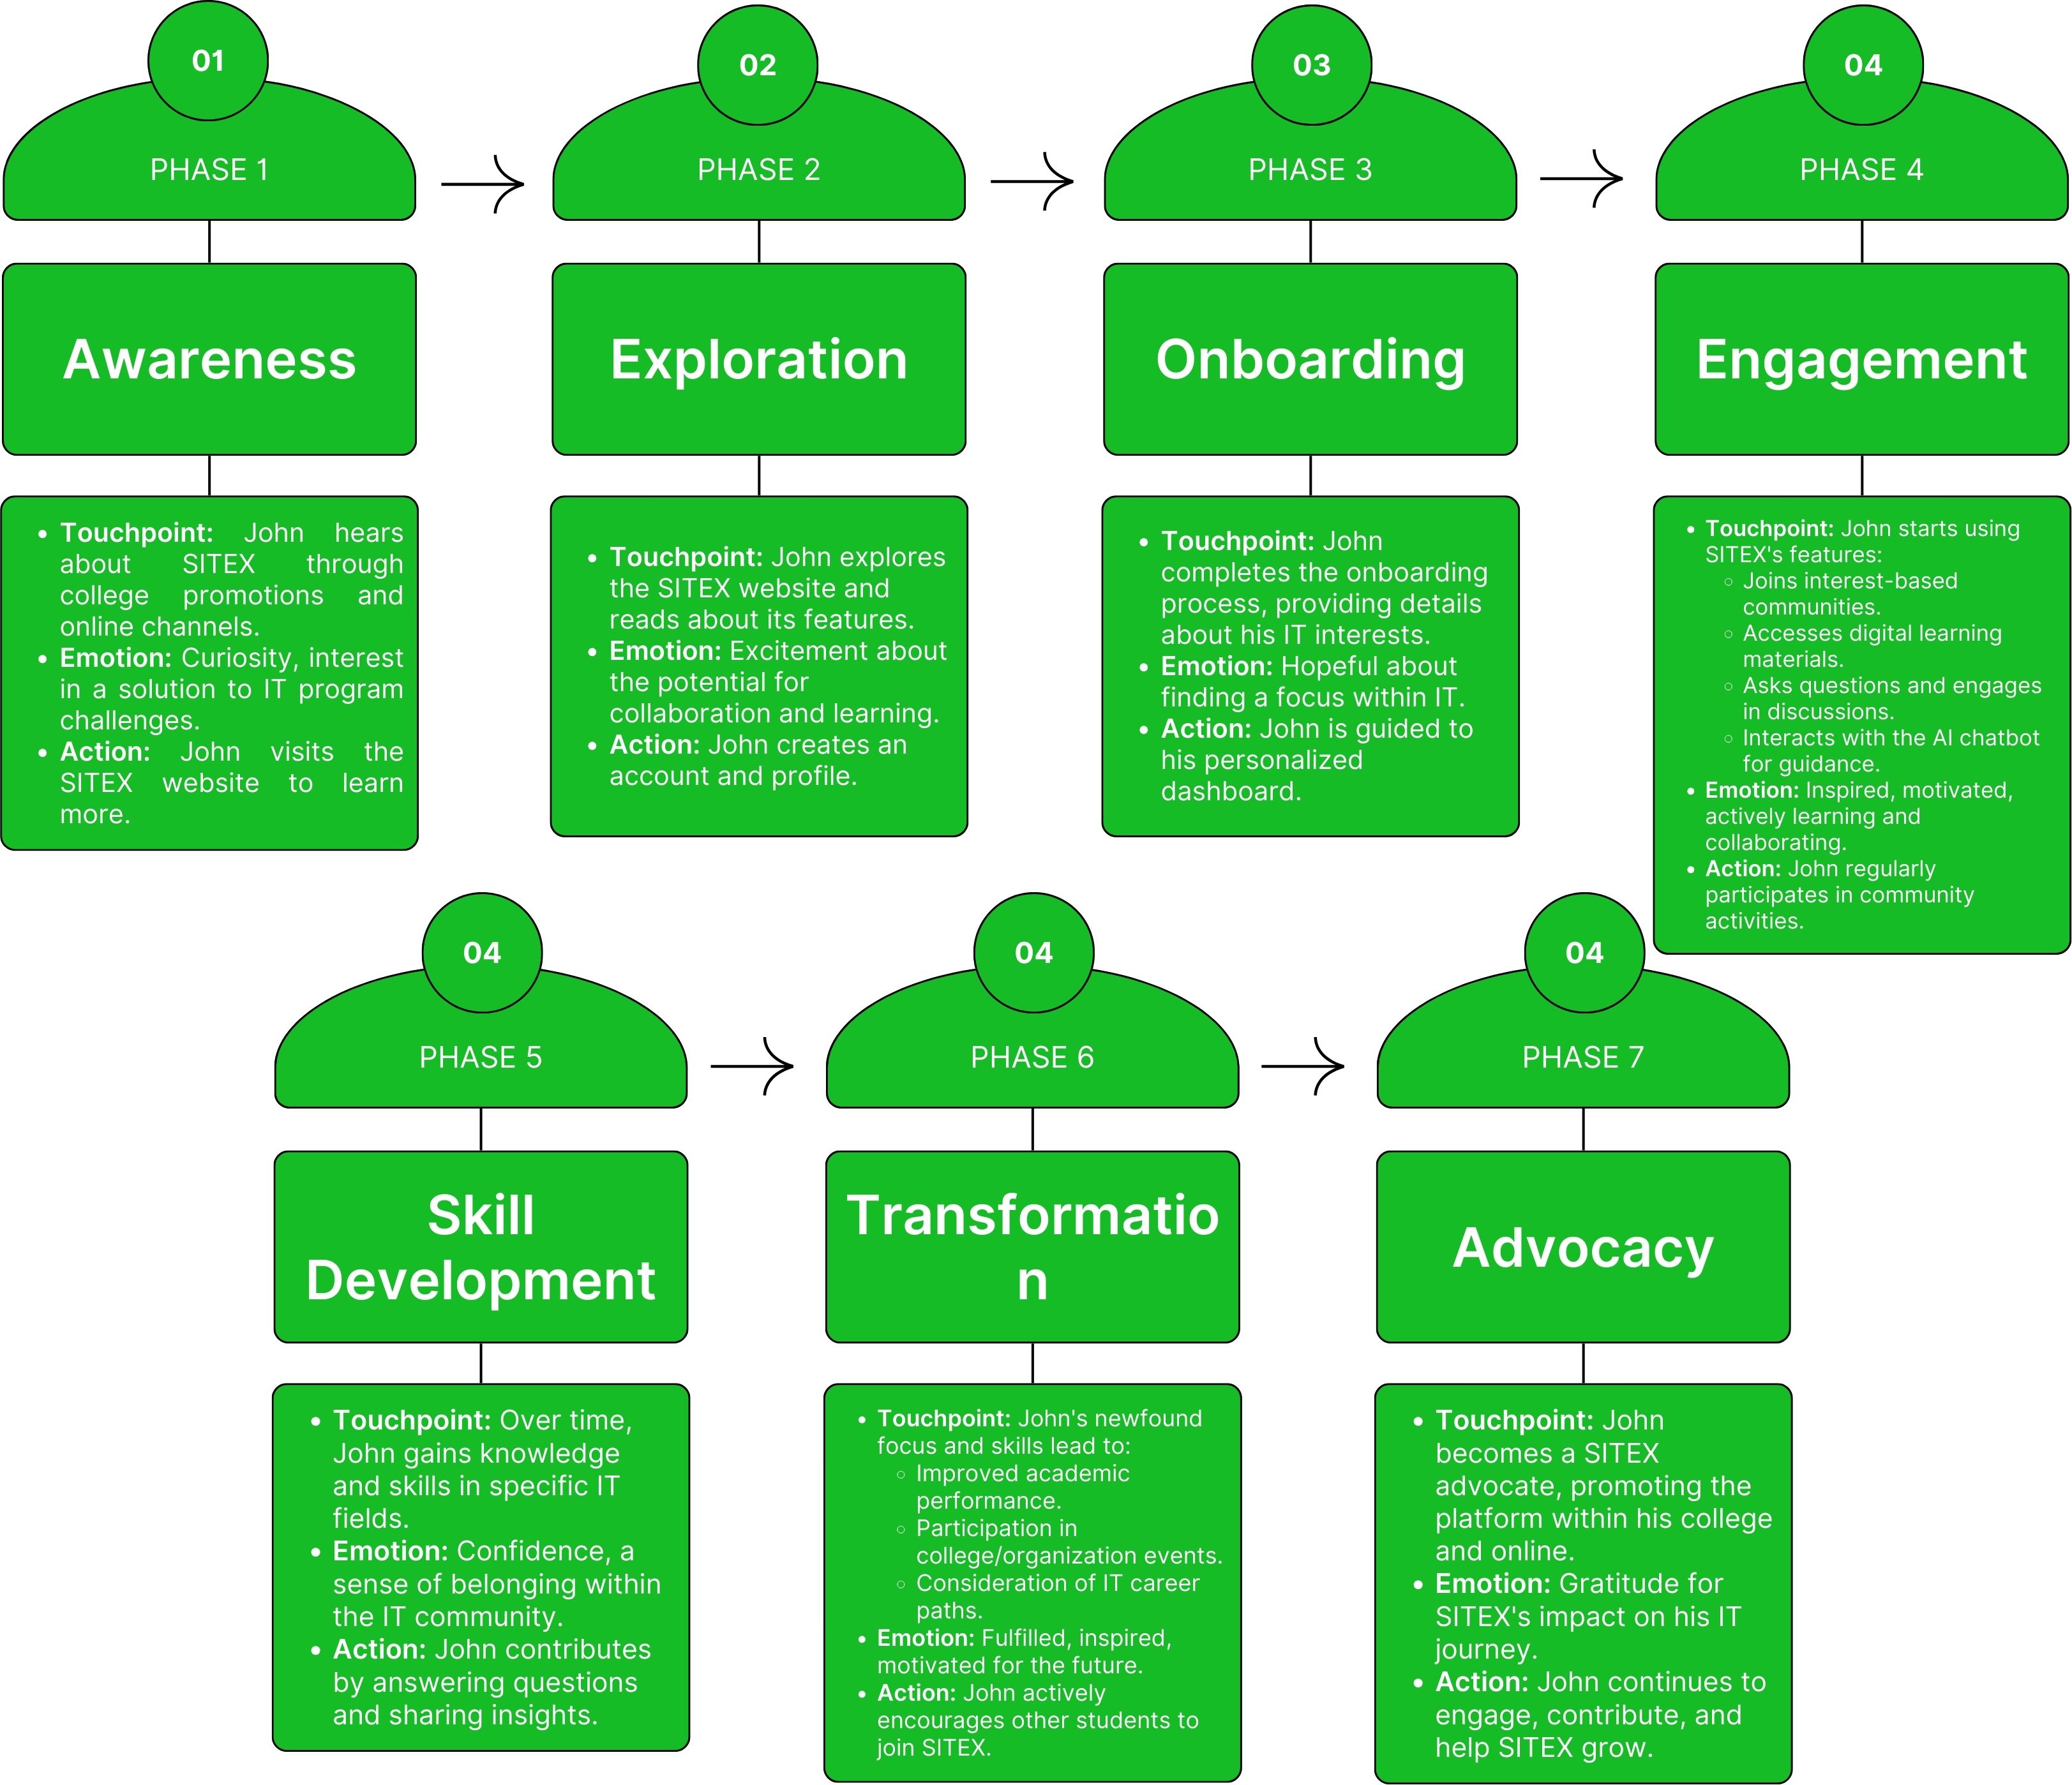 01
PHASE 1
Awareness
• Touchpoint: John hears
about SITEX through
college promotions and
online channels.
• Emotion: Curiosity, interest
in a solution to IT program
challenges.
• Action: John visits the
SITEX website to learn
more.
02
PHASE 2
Exploration
• Touchpoint: John explores
the SITEX website and
reads about its features.
• Emotion: Excitement about
the potential for
collaboration and learning.
• Action: John creates an
account and profile.
03
PHASE 3
Onboarding
• Touchpoint: John
completes the onboarding
process, providing details
about his IT interests.
• Emotion: Hopeful about
finding a focus within IT.
• Action: John is guided to
his personalized
dashboard.
04
PHASE 4
Engagement
• Touchpoint: John starts using
SITEX's features:
◦ Joins interest-based
communities.
◦ Accesses digital learning
materials.
◦ Asks questions and engages
in discussions.
◦ Interacts with the AI chatbot
for guidance.
• Emotion: Inspired, motivated,
actively learning and
collaborating.
• Action: John regularly
participates in community
activities.
04
PHASE 5
Skill
Development
• Touchpoint: Over time,
John gains knowledge
and skills in specific IT
fields.
• Emotion: Confidence, a
sense of belonging within
the IT community.
• Action: John contributes
by answering questions
and sharing insights.
04
PHASE 6
Transformatio
n
• Touchpoint: John's newfound
focus and skills lead to:
◦ Improved academic
performance.
◦ Participation in
college/organization events.
◦ Consideration of IT career
paths.
• Emotion: Fulfilled, inspired,
motivated for the future.
• Action: John actively
encourages other students to
join SITEX.
04
PHASE 7
Advocacy
• Touchpoint: John
becomes a SITEX
advocate, promoting the
platform within his college
and online.
• Emotion: Gratitude for
SITEX's impact on his IT
journey.
• Action: John continues to
engage, contribute, and
help SITEX grow.